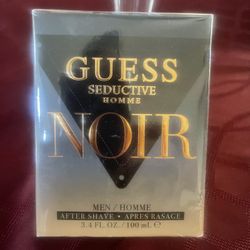 GUESS
SEDUCTIVE
HOMME
NOIR
MEN / HOMME
AFTER SHAVE • APRES RASAGE
3.4 FL. OZ. / 100 ML ℮